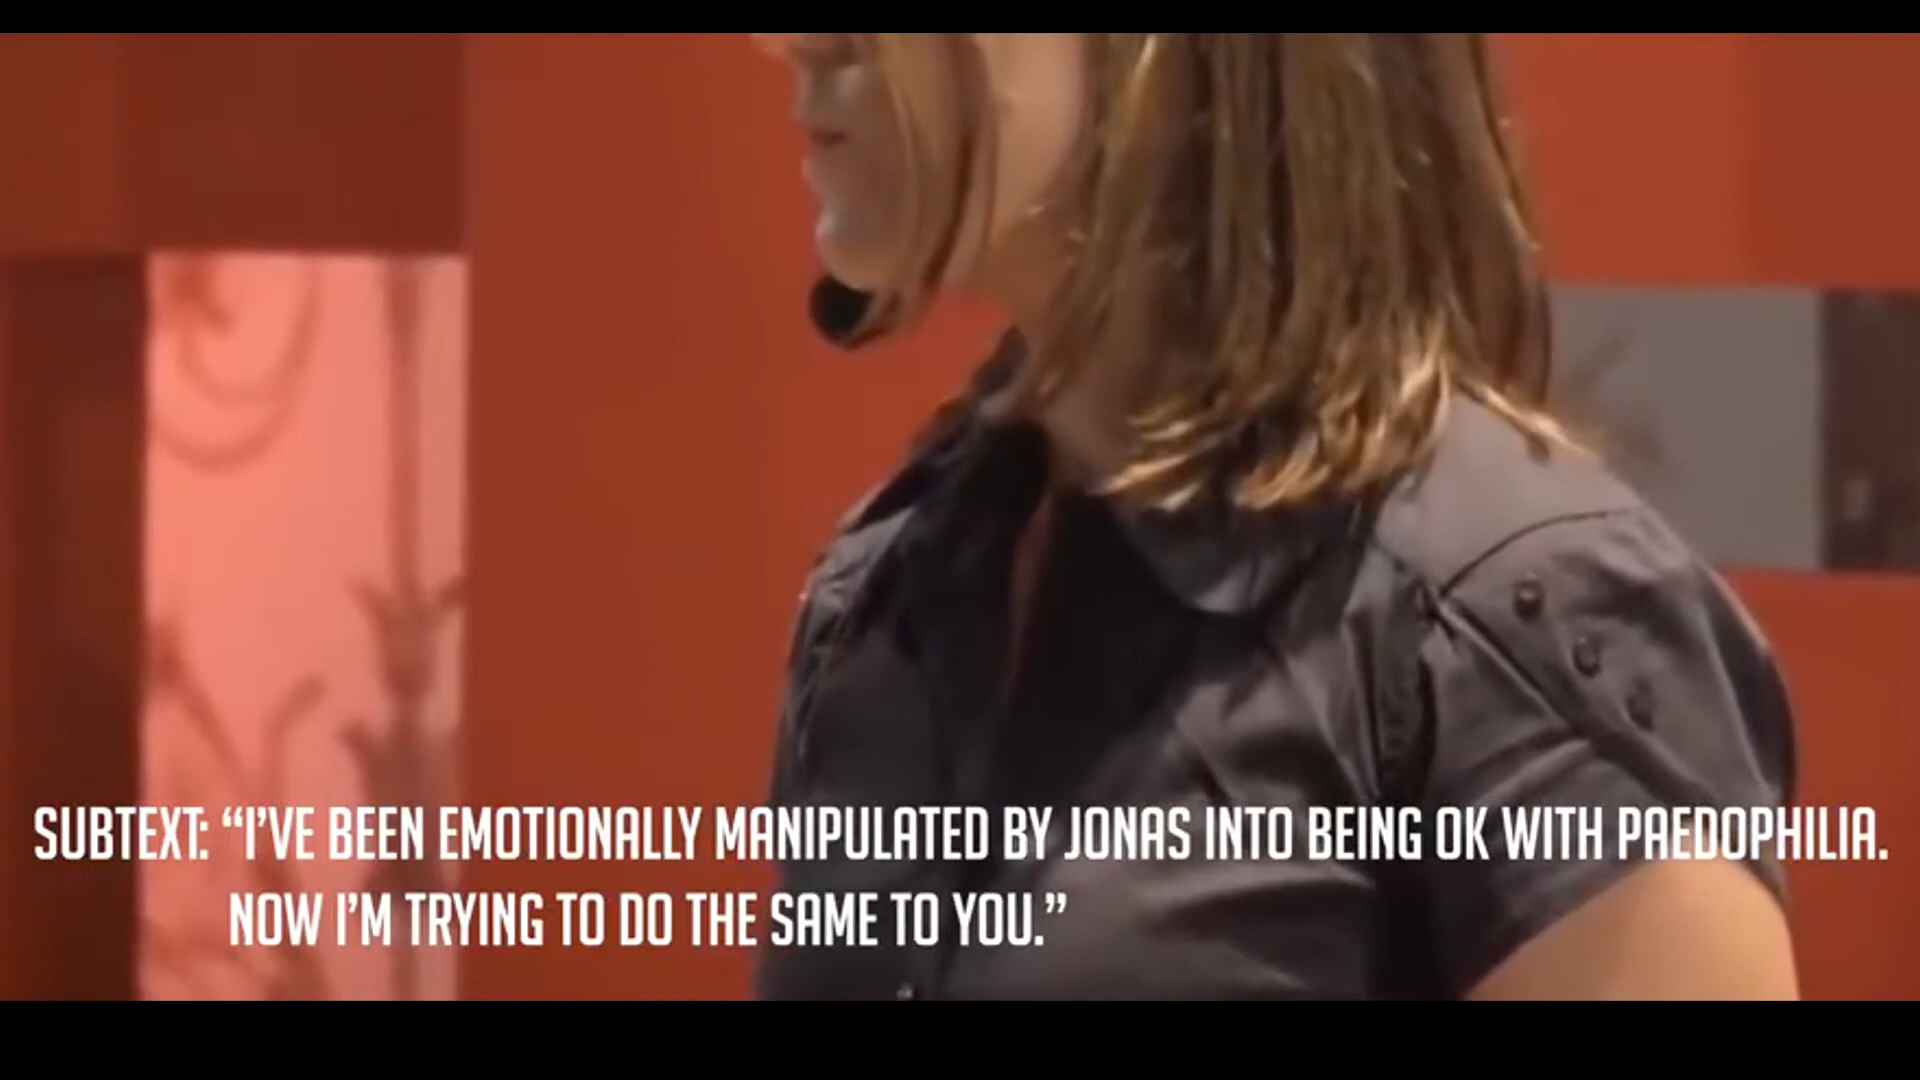 SUBTEXT: “I’VE BEEN EMOTIONALLY MANIPULATED BY JONAS INTO BEING OK WITH PAEDOPHILIA.
NOW I’M TRYING TO DO THE SAME TO YOU.”